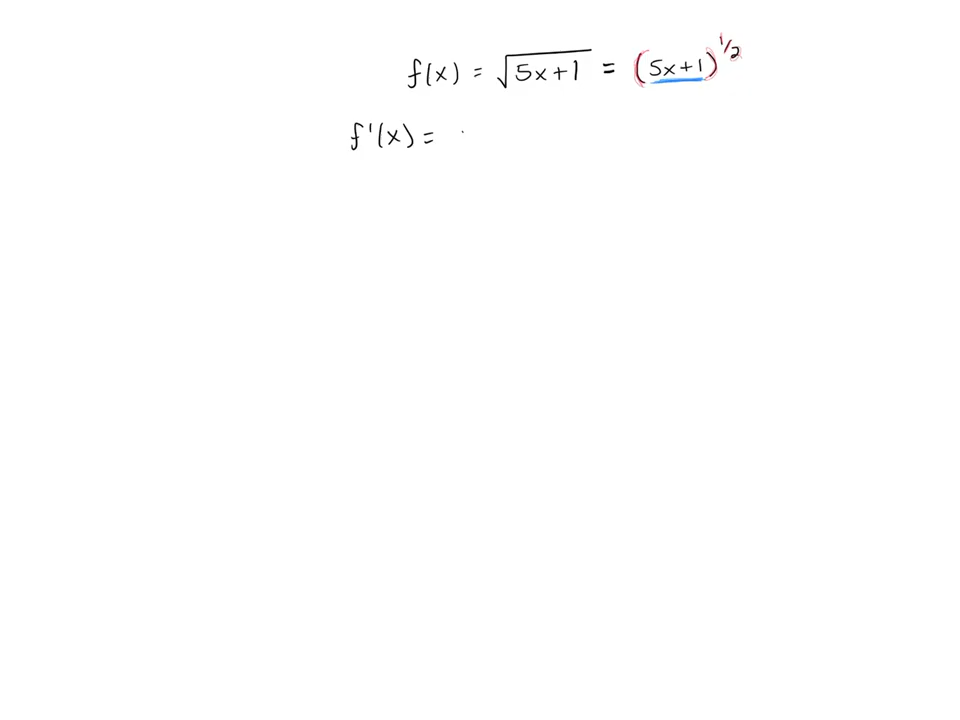 f(x) = √(5x+1) = (5x+1)^1/2
f'(x) =